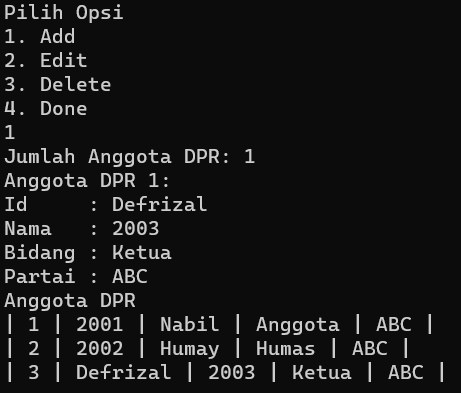 Pilih Opsi
1. Add
2. Edit
3. Delete
4. Done
1
Jumlah Anggota DPR: 1
Anggota DPR 1:
Id     : Defrizal
Nama   : 2003
Bidang : Ketua
Partai : ABC
Anggota DPR
| 1 | 2001 | Nabil | Anggota | ABC |
| 2 | 2002 | Humay | Humas | ABC |
| 3 | Defrizal | 2003 | Ketua | ABC |